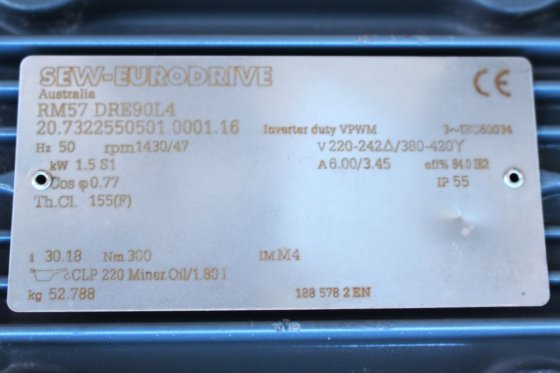 SEW-EURODRIVE
Australia
CE
RM57 DRE90L4
20.7322550501.0001.16 Inverter duty VPWM 3~IEC60034
Hz 50 rpm 1430/47 V 220-242Δ/380-420Y
kW 1.5 S1 A 6.00/3.45 eff% 84.0 IE2
Cos φ 0.77 IP 55
Th.Cl. 155(F)
i 30.18 Nm 300 IM M4
CLP 220 Miner.Oil/1.80 l
kg 52.788 188 578 2 EN